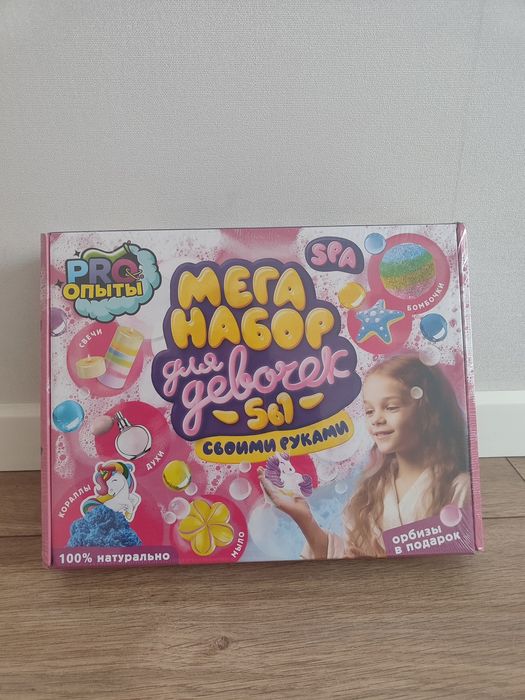 PRO
ОПЫТЫ
SPA
МЕГА
НАБОР
для
девочек
5в1
СВОИМИ РУКАМИ
БОМБОЧКИ
СВЕЧИ
ДУХИ
КОРАЛЛЫ
МЫЛО
100% натурально
орбизы
в подарок